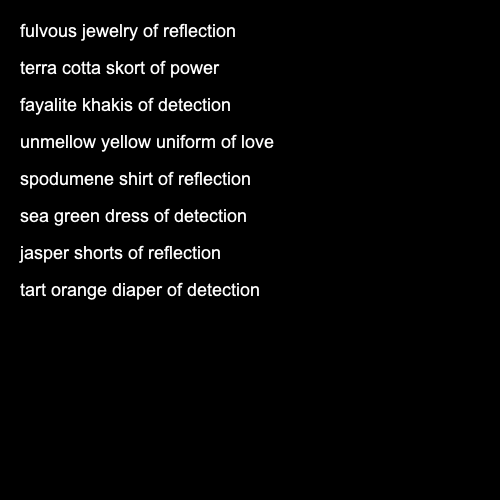 fulvous jewelry of reflection
terra cotta skort of power
fayalite khakis of detection
unmellow yellow uniform of love
spodumene shirt of reflection
sea green dress of detection
jasper shorts of reflection
tart orange diaper of detection